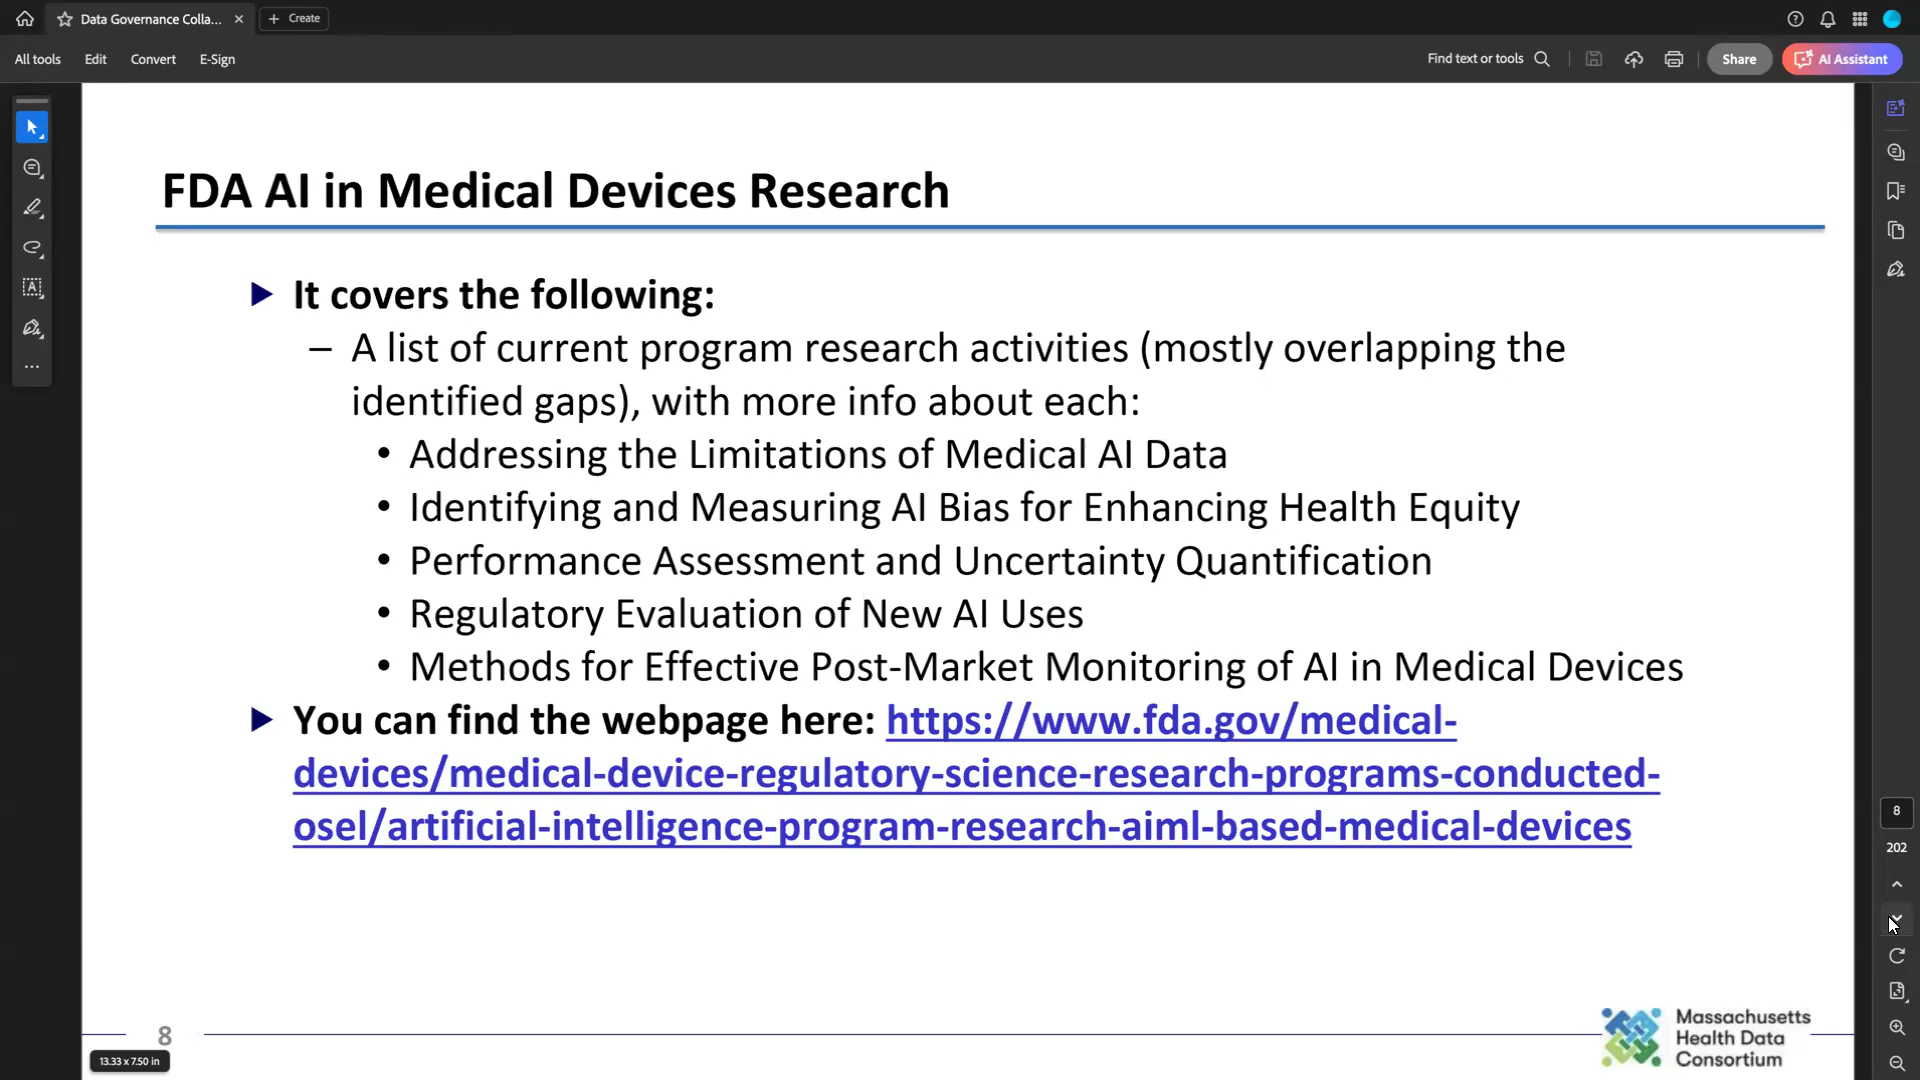 Data Governance Colla...
Create
All tools
Edit
Convert
E-Sign
Find text or tools
Share
AI Assistant
FDA AI in Medical Devices Research
It covers the following:
– A list of current program research activities (mostly overlapping the
identified gaps), with more info about each:
• Addressing the Limitations of Medical AI Data
• Identifying and Measuring AI Bias for Enhancing Health Equity
• Performance Assessment and Uncertainty Quantification
• Regulatory Evaluation of New AI Uses
• Methods for Effective Post-Market Monitoring of AI in Medical Devices
You can find the webpage here: https://www.fda.gov/medical-
devices/medical-device-regulatory-science-research-programs-conducted-
osel/artificial-intelligence-program-research-aiml-based-medical-devices
8
202
8
Massachusetts
Health Data
Consortium
13.33 x 7.50 in